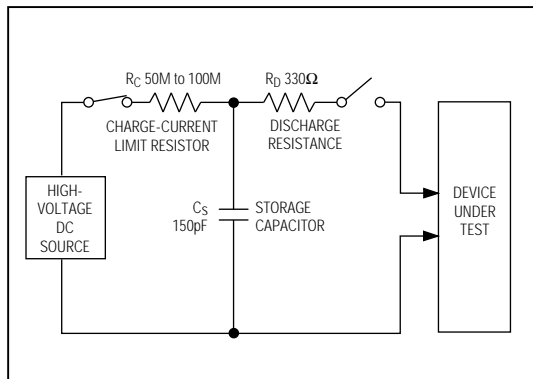 RC 50M to 100M
CHARGE-CURRENT
LIMIT RESISTOR
RD 330Ω
DISCHARGE
RESISTANCE
HIGH-
VOLTAGE
DC
SOURCE
CS
150pF
STORAGE
CAPACITOR
DEVICE
UNDER
TEST